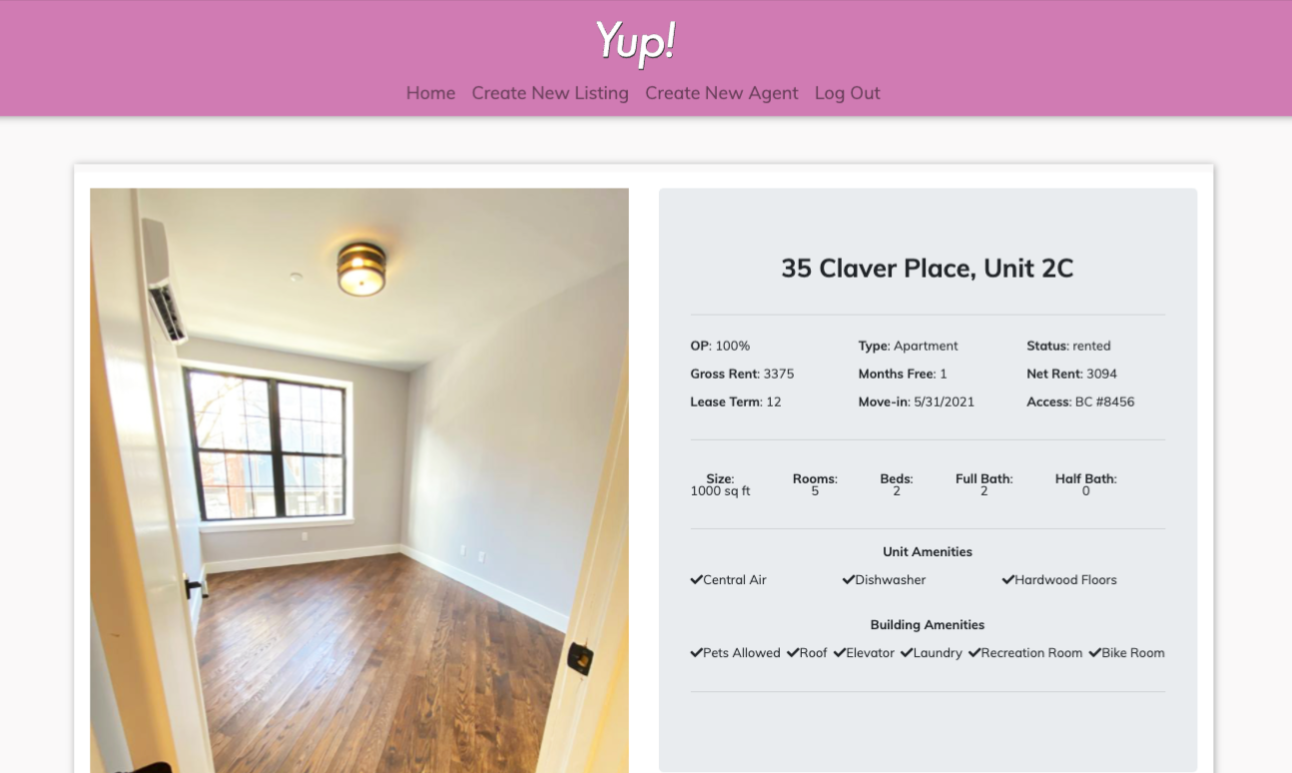 Yup!
Home Create New Listing Create New Agent Log Out
35 Claver Place, Unit 2C
OP: 100% Type: Apartment Status: rented
Gross Rent: 3375 Months Free: 1 Net Rent: 3094
Lease Term: 12 Move-in: 5/31/2021 Access: BC #8456
Size: Rooms: Beds: Full Bath: Half Bath:
1000 sq ft 5 2 2 0
Unit Amenities
✔Central Air ✔Dishwasher ✔Hardwood Floors
Building Amenities
✔Pets Allowed ✔Roof ✔Elevator ✔Laundry ✔Recreation Room ✔Bike Room